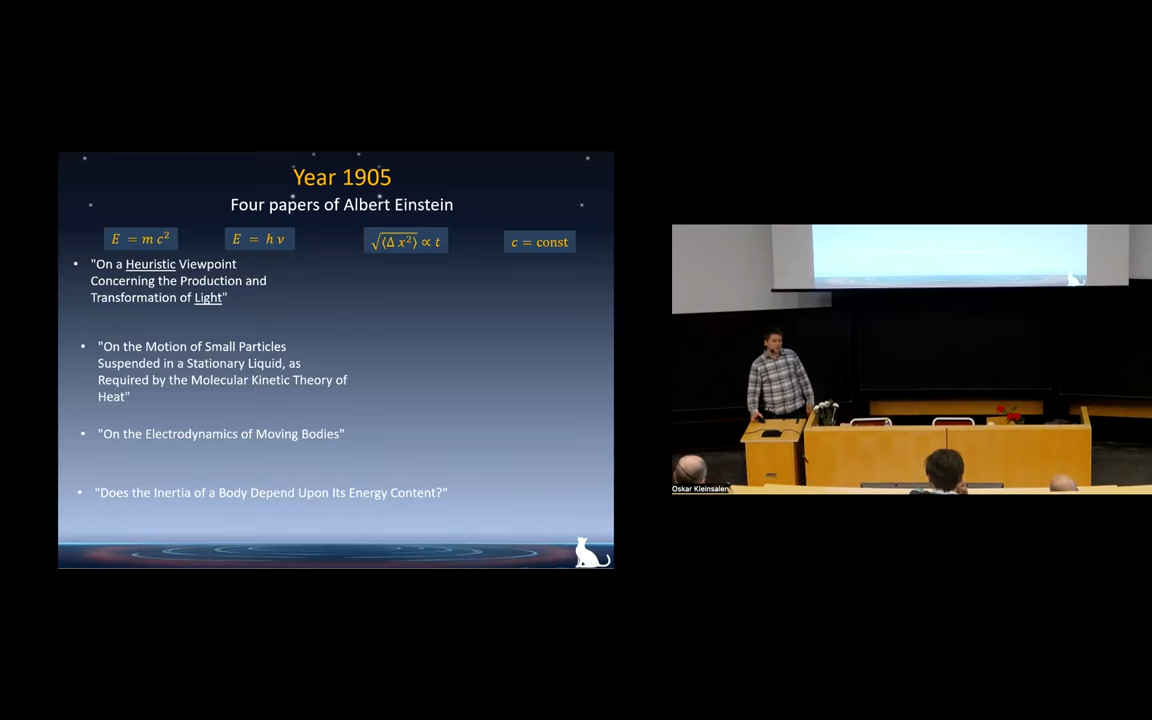 Year 1905
Four papers of Albert Einstein
E = m c²
E = h ν
√⟨Δ x²⟩ ∝ t
c = const
• "On a Heuristic Viewpoint
Concerning the Production and
Transformation of Light"
• "On the Motion of Small Particles
Suspended in a Stationary Liquid, as
Required by the Molecular Kinetic Theory of
Heat"
• "On the Electrodynamics of Moving Bodies"
• "Does the Inertia of a Body Depend Upon Its Energy Content?"
Oskar Kleinsalen